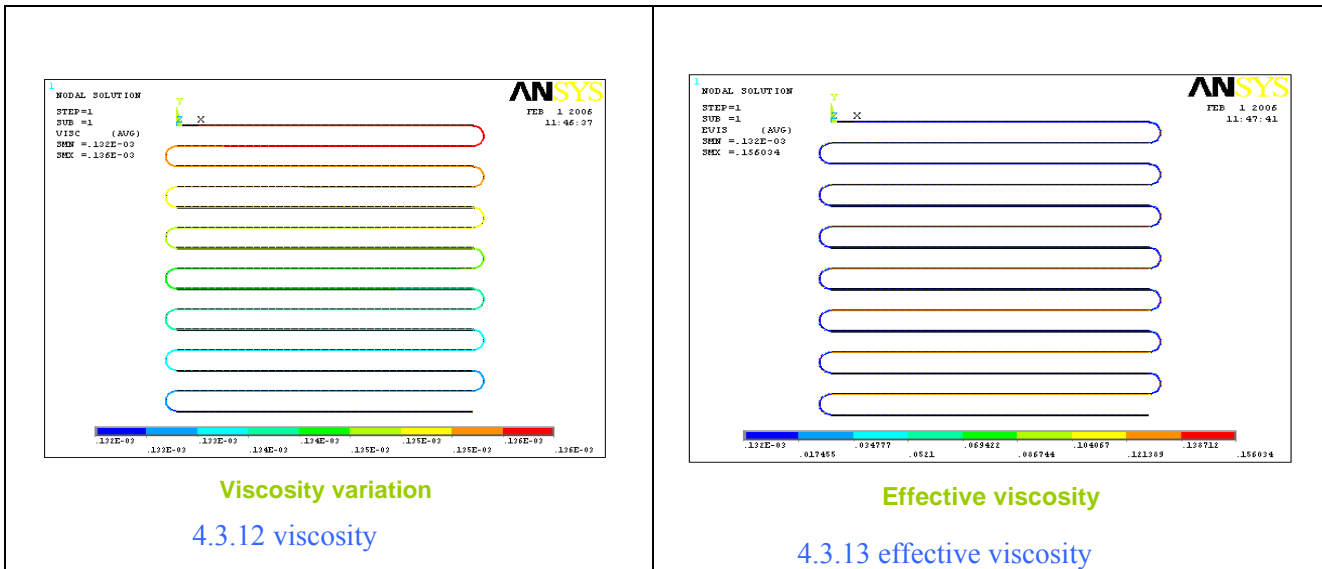 1
NODAL SOLUTION
STEP=1
SUB =1
VISC (AVG)
SMN =.132E-03
SMX =.136E-03
ANSYS
FEB 1 2006
11:46:37
Y
Z X
.132E-03 .133E-03 .134E-03 .135E-03 .136E-03
.133E-03 .134E-03 .135E-03 .135E-03 .136E-03
Viscosity variation
4.3.12 viscosity
1
NODAL SOLUTION
STEP=1
SUB =1
EVIS (AVG)
SMN =.132E-03
SMX =.156034
ANSYS
FEB 1 2006
11:47:41
Y
Z X
.132E-03 .034777 .069422 .104067 .138712
.017455 .0521 .086744 .121389 .156034
Effective viscosity
4.3.13 effective viscosity